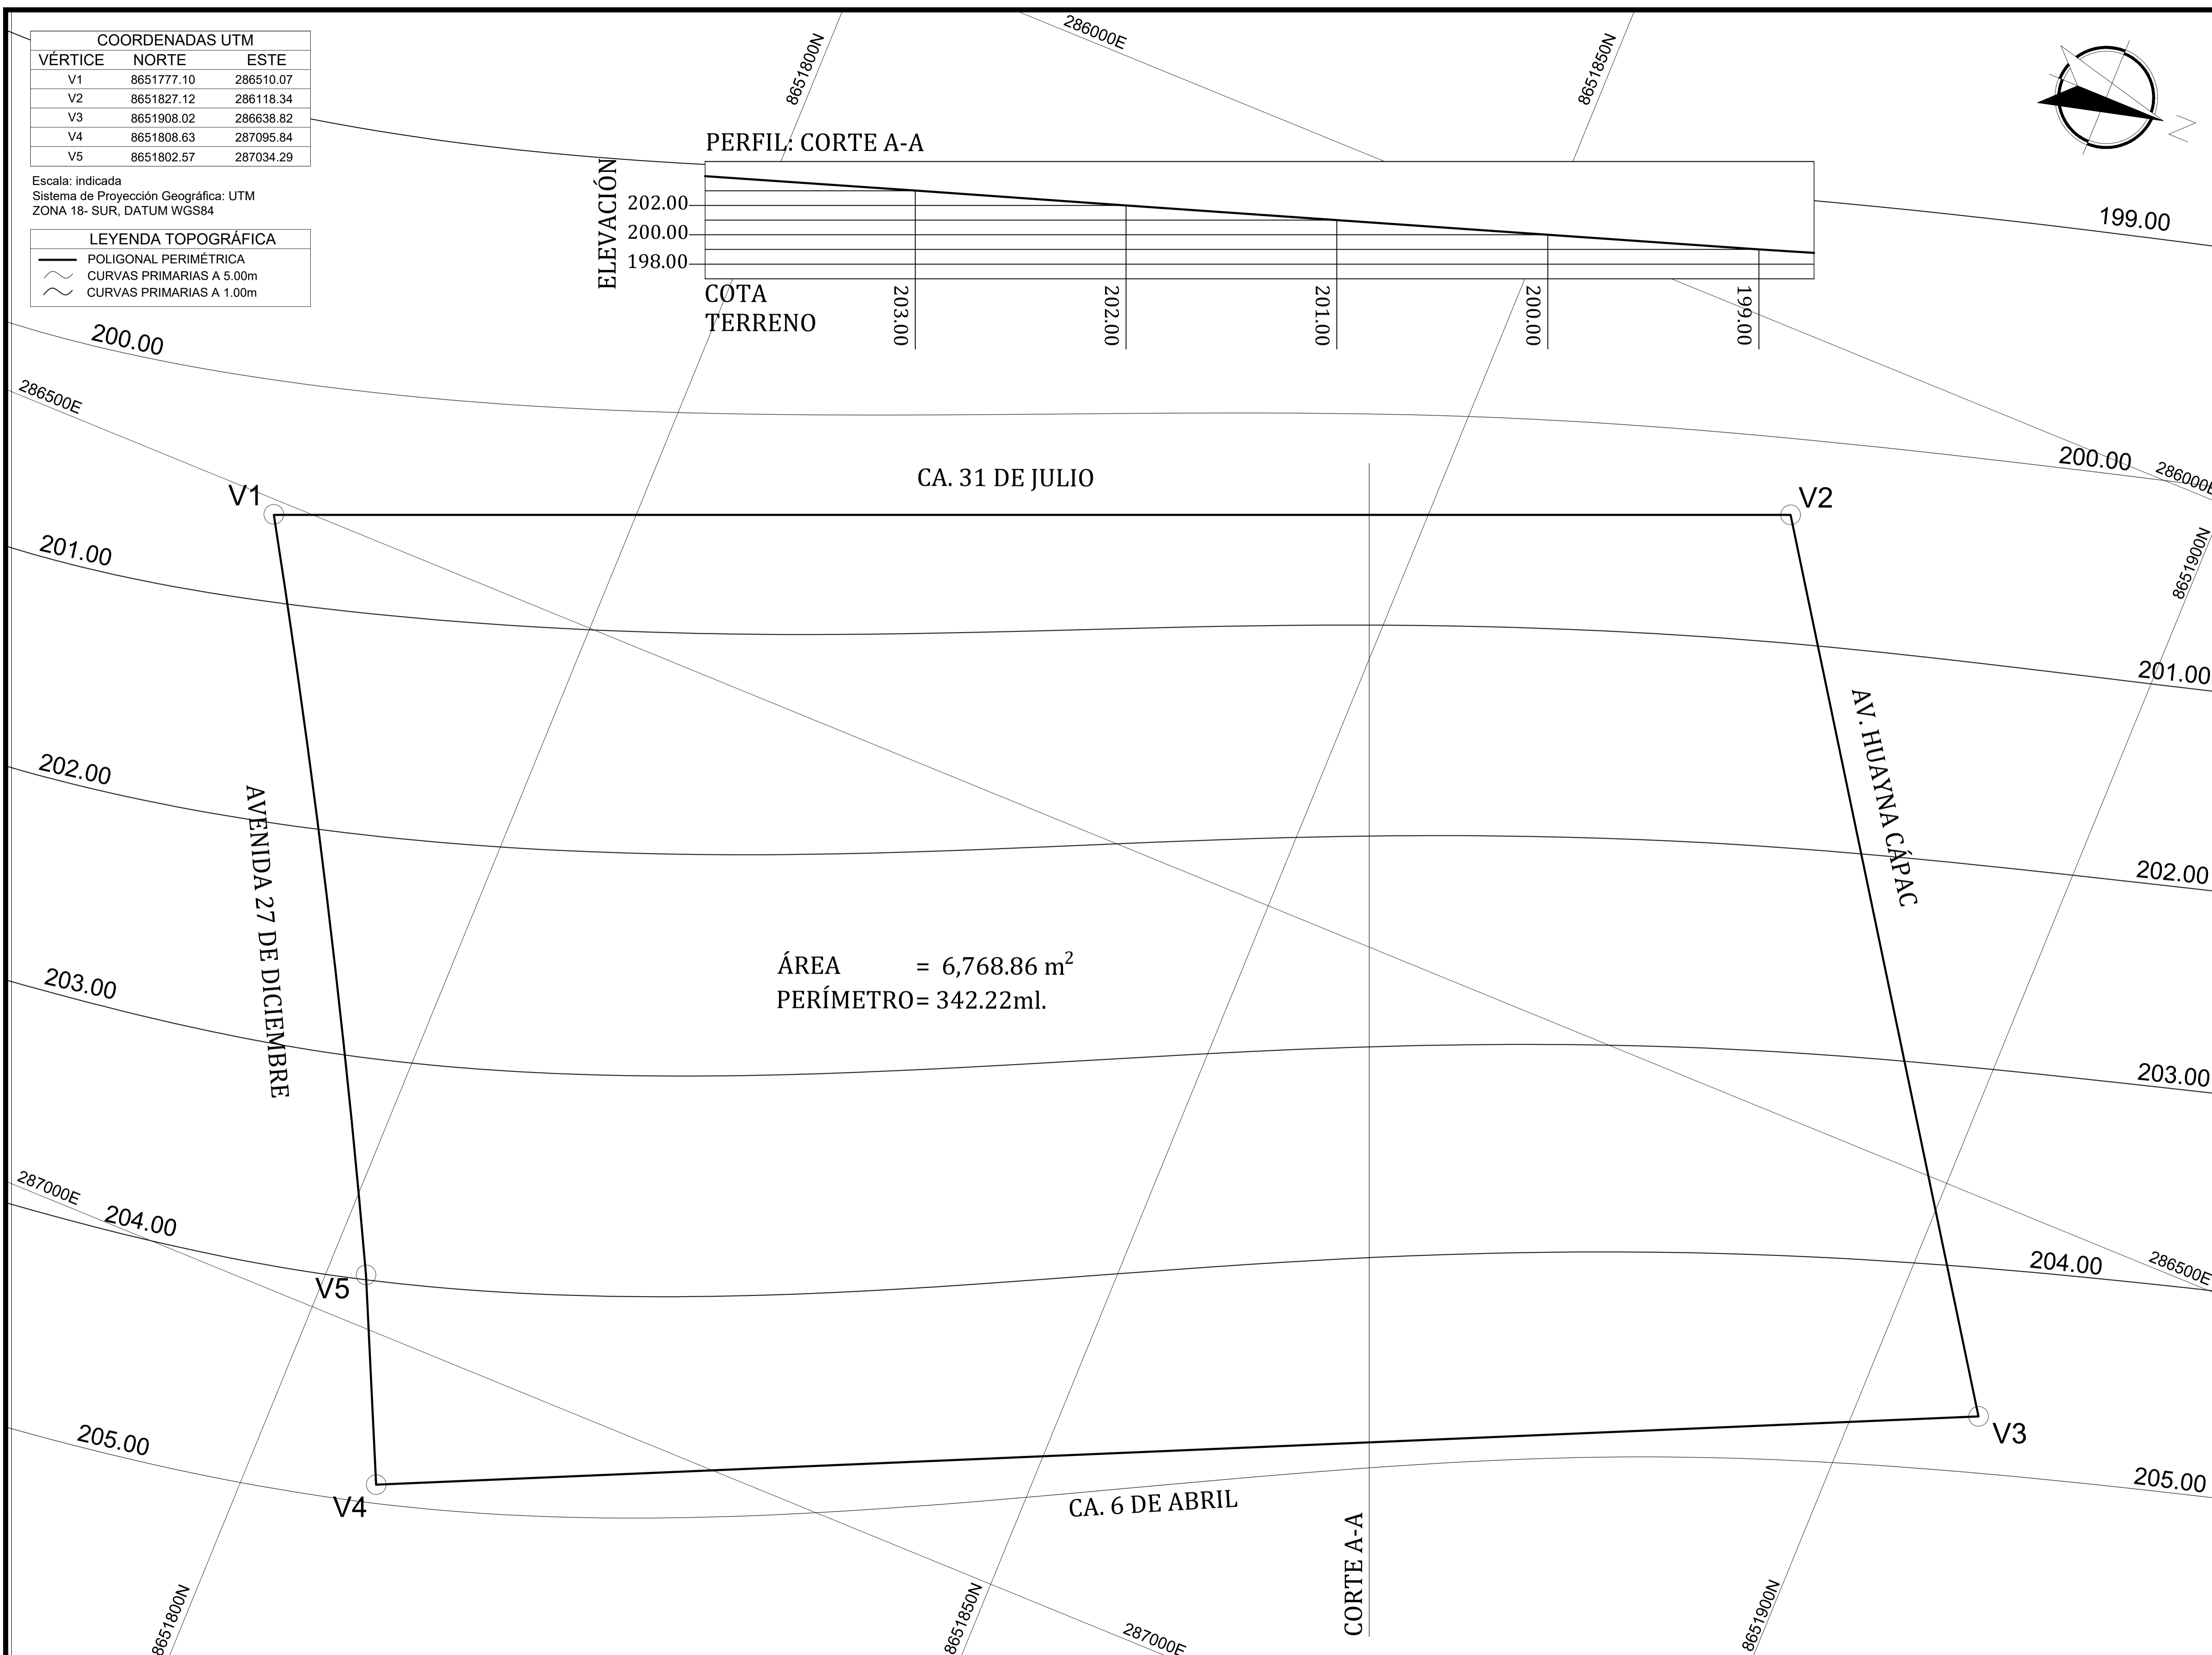 COORDENADAS UTM
VÉRTICE NORTE ESTE
V1 8651777.10 286510.07
V2 8651827.12 286118.34
V3 8651908.02 286638.82
V4 8651808.63 287095.84
V5 8651802.57 287034.29
Escala: indicada
Sistema de Proyección Geográfica: UTM
ZONA 18- SUR, DATUM WGS84
LEYENDA TOPOGRÁFICA
POLIGONAL PERIMÉTRICA
CURVAS PRIMARIAS A 5.00m
CURVAS PRIMARIAS A 1.00m
8651800N
286000E
8651850N
N
PERFIL: CORTE A-A
ELEVACIÓN
202.00
200.00
198.00
COTA
TERRENO
203.00
202.00
201.00
200.00
199.00
199.00
200.00
286500E
200.00
286000E
CA. 31 DE JULIO
V1
V2
8651900N
201.00
201.00
AV. HUAYNA CÁPAC
202.00
202.00
AVENIDA 27 DE DICIEMBRE
ÁREA = 6,768.86 m²
PERÍMETRO= 342.22ml.
203.00
203.00
287000E
204.00
204.00
286500E
V5
V3
205.00
205.00
V4
CA. 6 DE ABRIL
CORTE A-A
8651800N
8651850N
287000E
8651900N